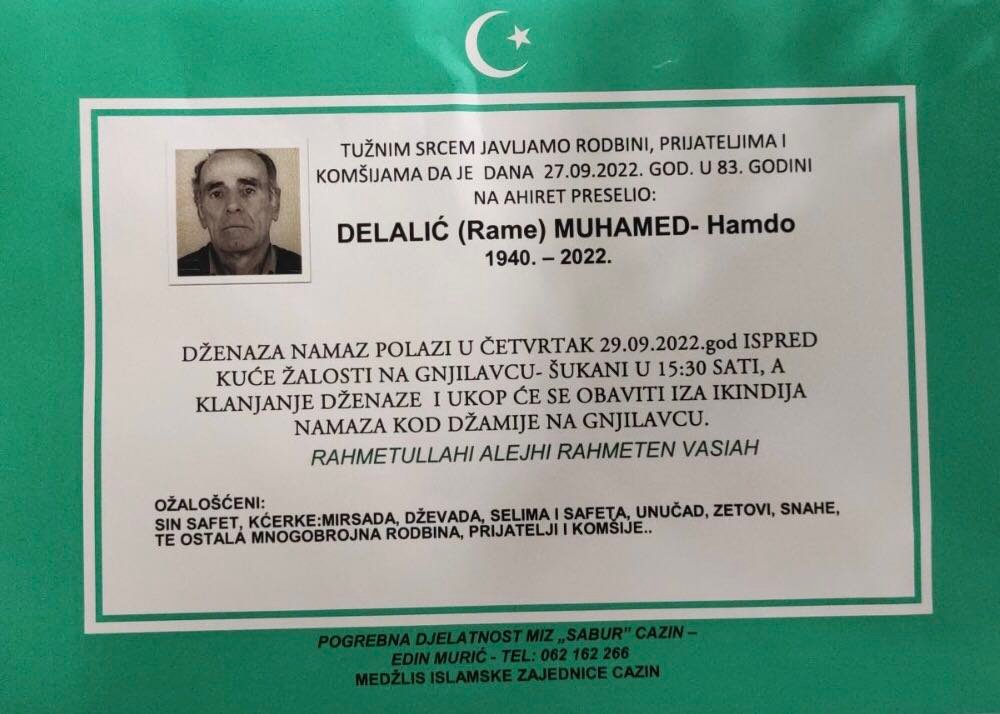 TUŽNIM SRCEM JAVLJAMO RODBINI, PRIJATELJIMA I
KOMŠIJAMA DA JE DANA 27.09.2022. GOD. U 83. GODINI
NA AHIRET PRESELIO:
DELALIĆ (Rame) MUHAMED- Hamdo
1940. – 2022.
DŽENAZA NAMAZ POLAZI U ČETVRTAK 29.09.2022.god ISPRED
KUĆE ŽALOSTI NA GNJILAVCU- ŠUKANI U 15:30 SATI, A
KLANJANJE DŽENAZE I UKOP ĆE SE OBAVITI IZA IKINDIJA
NAMAZA KOD DŽAMIJE NA GNJILAVCU.
RAHMETULLAHI ALEJHI RAHMETEN VASIAH
OŽALOŠĆENI:
SIN SAFET, KĆERKE:MIRSADA, DŽEVADA, SELIMA I SAFETA, UNUČAD, ZETOVI, SNAHE,
TE OSTALA MNOGOBROJNA RODBINA, PRIJATELJI I KOMŠIJE..
POGREBNA DJELATNOST MIZ „SABUR" CAZIN –
EDIN MURIĆ - TEL: 062 162 266
MEDŽLIS ISLAMSKE ZAJEDNICE CAZIN